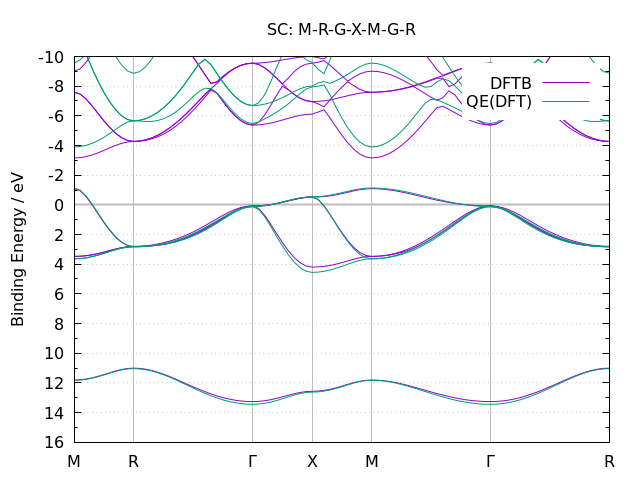 SC: M-R-G-X-M-G-R
-10
-8
-6
-4
-2
0
2
4
6
8
10
12
14
16
Binding Energy / eV
DFTB
QE(DFT)
M R Γ X M Γ R